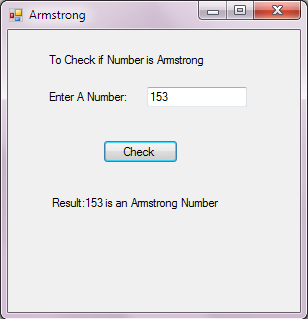 Armstrong
To Check if Number is Armstrong
Enter A Number: 153
Check
Result:153 is an Armstrong Number